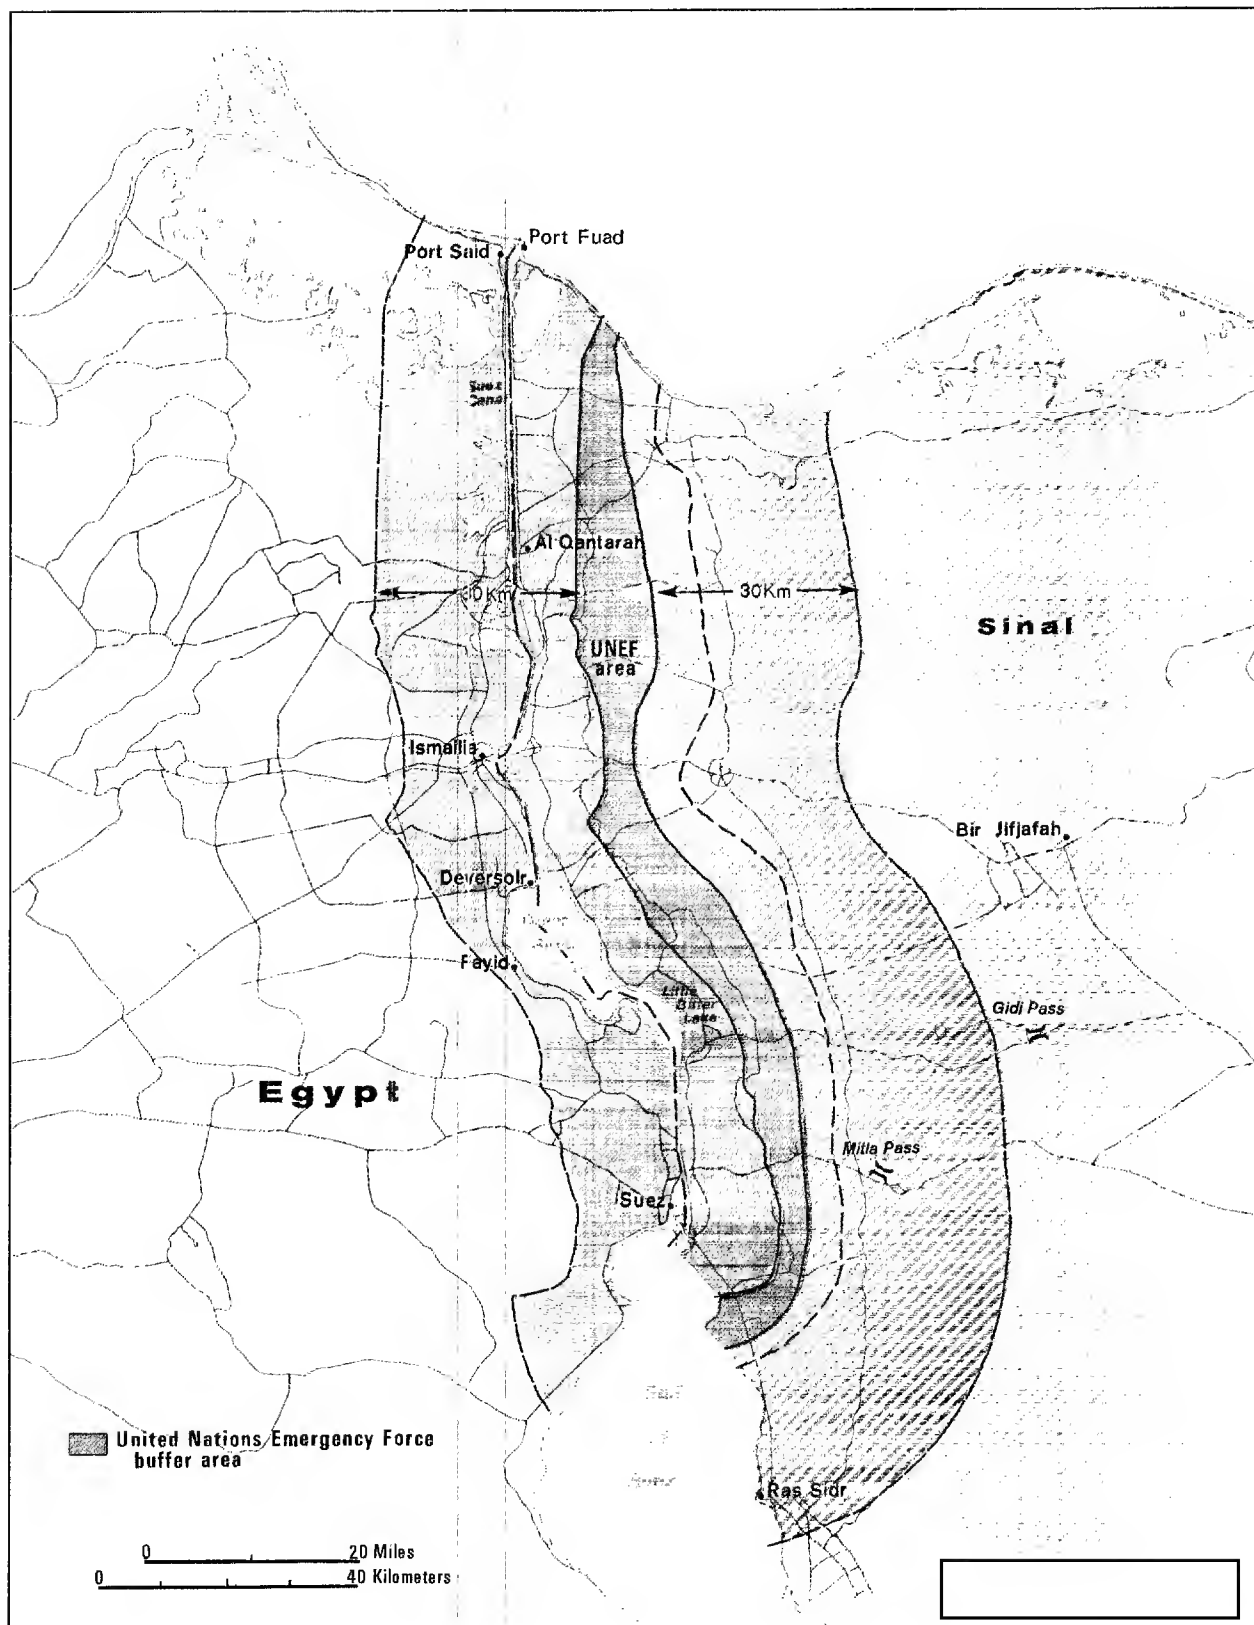 Port Said
Port Fuad
Suez
Canal
Al Qantarah
30Km
30Km
UNEF
area
Sinai
Ismailia
Bir Jifjafah
Deversoir
Fayid
Little
Bitter
Lake
Gidi Pass
Egypt
Mitla Pass
Suez
Gulf
of
United Nations Emergency Force
buffer area
Ras Sidr
0 20 Miles
0 40 Kilometers